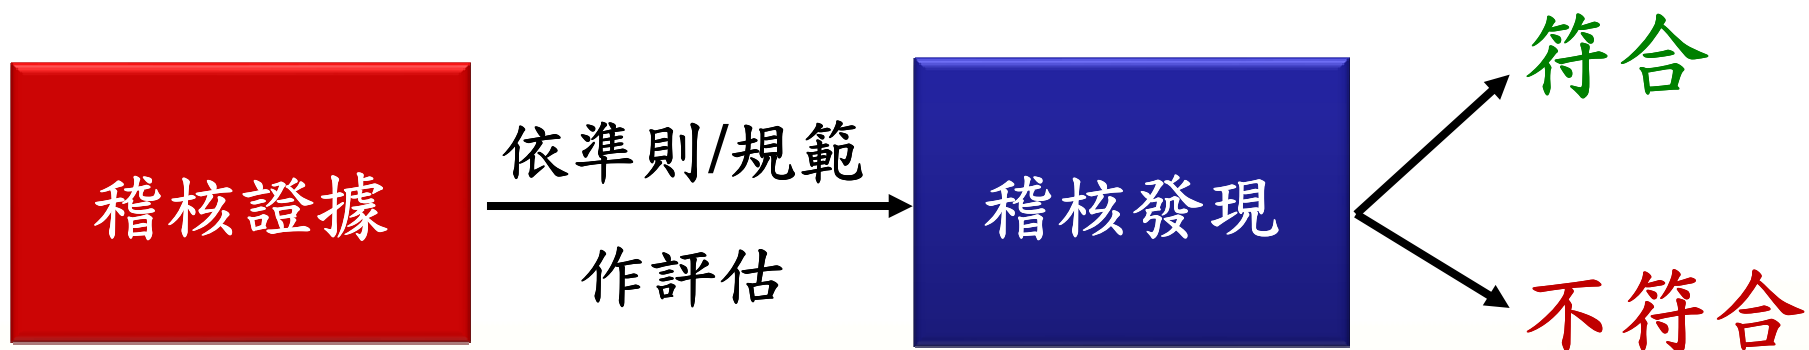 稽核證據
依準則/規範
作評估
稽核發現
符合
不符合